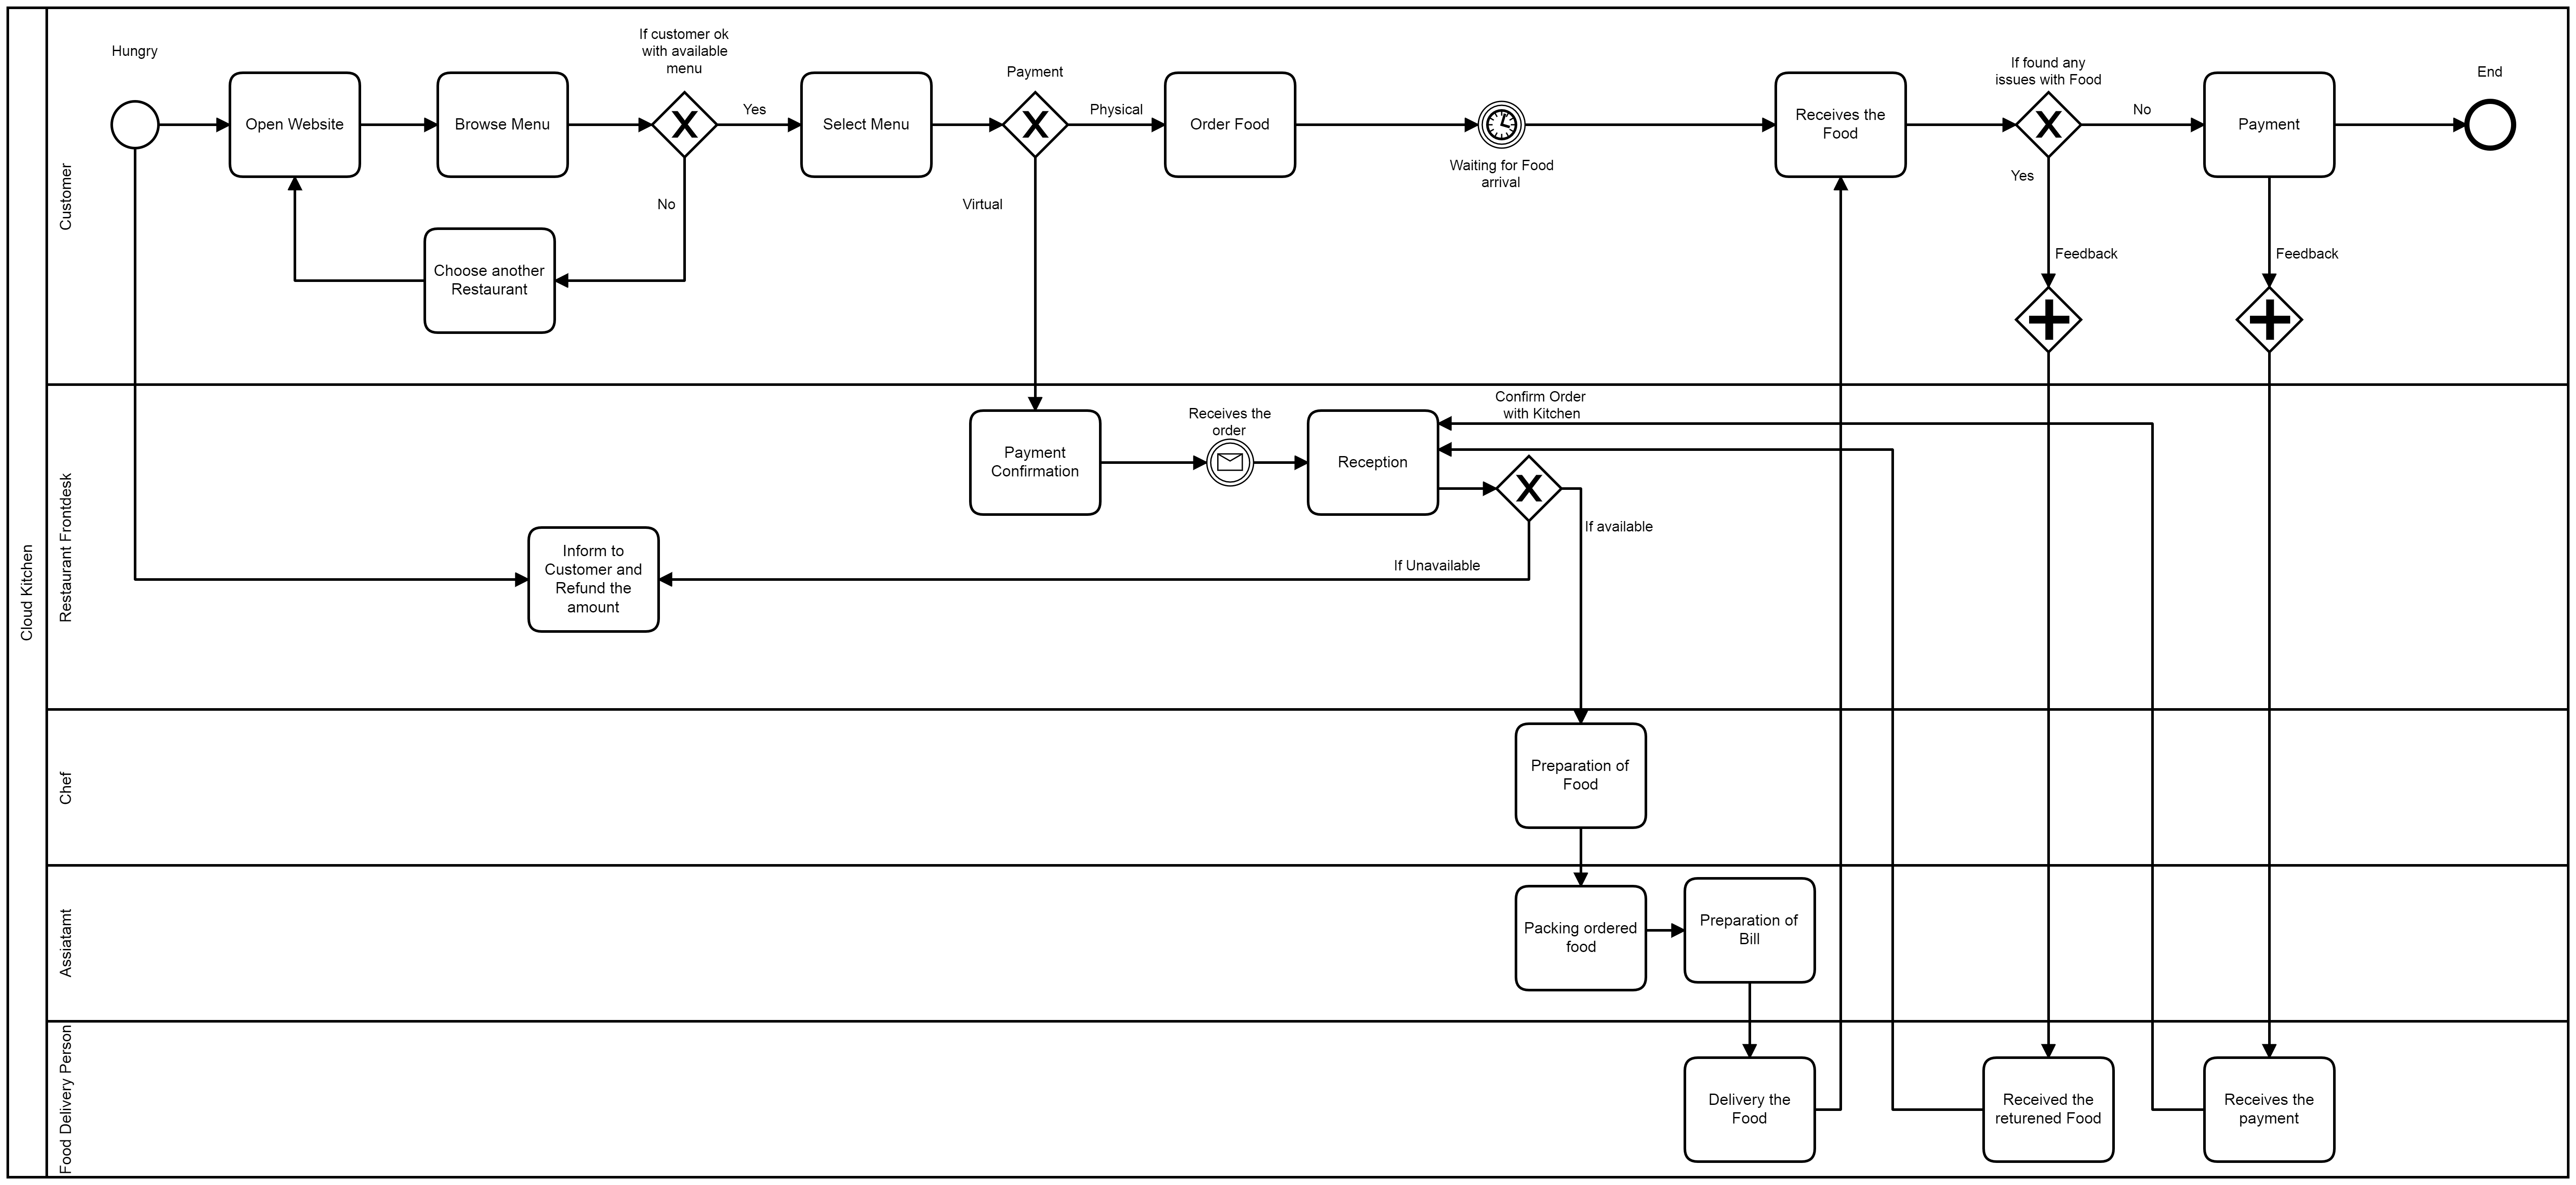 Cloud Kitchen
Customer
Hungry
Open Website
Browse Menu
If customer ok
with available
menu
Yes
No
Choose another
Restaurant
Select Menu
Payment
Physical
Virtual
Order Food
Waiting for Food
arrival
Receives the
Food
If found any
issues with Food
No
Yes
Payment
End
Feedback
Feedback
Restaurant Frontdesk
Payment
Confirmation
Receives the
order
Reception
Confirm Order
with Kitchen
If available
If Unavailable
Inform to
Customer and
Refund the
amount
Chef
Preparation of
Food
Assiatamt
Packing ordered
food
Preparation of
Bill
Food Delivery Person
Delivery the
Food
Received the
returened Food
Receives the
payment